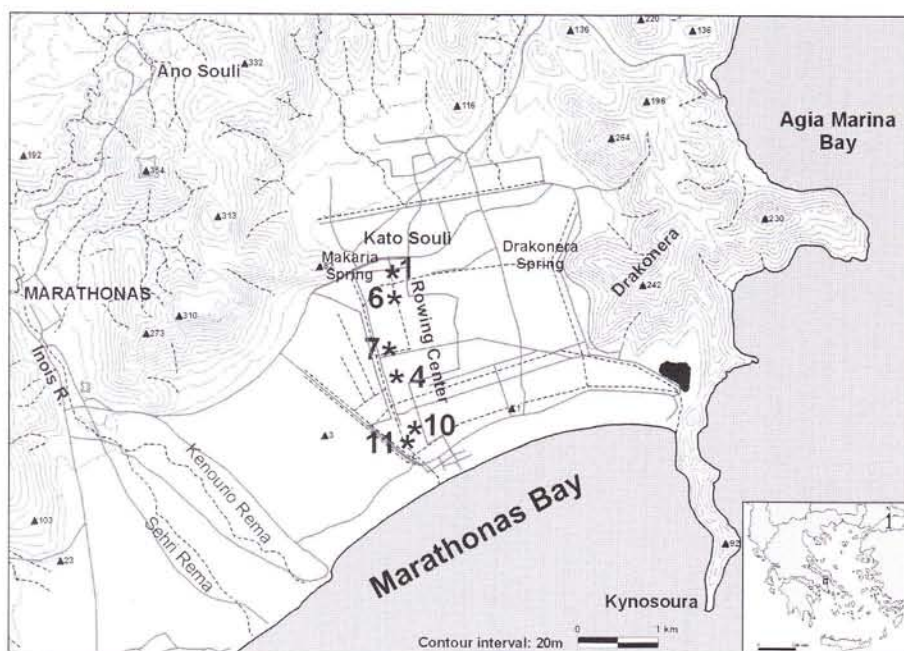 220
136
136
332
Ano Souli
198
116
Agia Marina
Bay
264
192
354
313
230
Kato Souli
Makaria
Spring
Drakonera
Spring
*1
Drakonera
MARATHONAS
6*
242
Rowing Center
310
273
7*
Inois R.
*4
1
3
*10
11*
Kenourio Rema
Sehri Rema
Marathonas Bay
103
23
92
1
Kynosoura
0 1 km
Contour interval: 20m